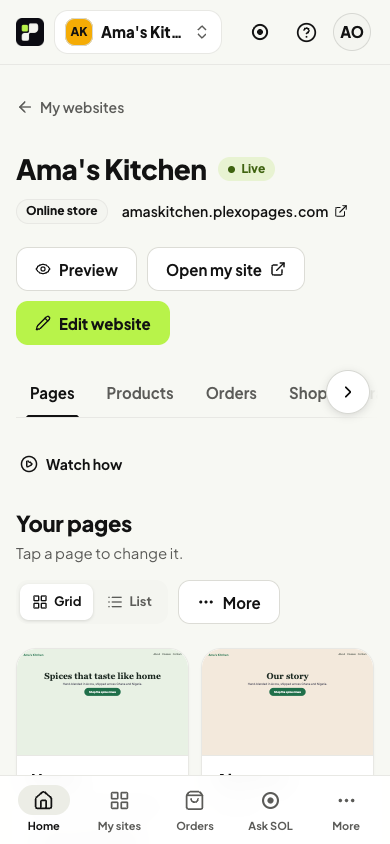 AK Ama's Kit... AO
My websites
Ama's Kitchen Live
Online store amaskitchen.plexopages.com
Preview Open my site
Edit website
Pages Products Orders Shop
Watch how
Your pages
Tap a page to change it.
Grid List More
Spices that taste like home Our story
Home My sites Orders Ask SOL More